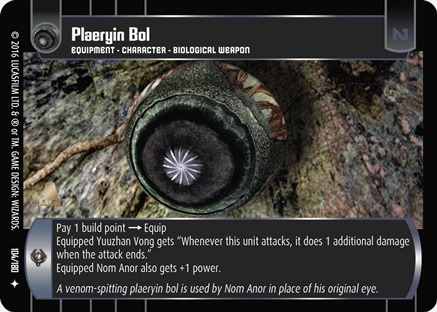 Plaeryin Bol
EQUIPMENT - CHARACTER - BIOLOGICAL WEAPON
N
© 2016 LUCASFILM LTD. & ® OR TM. GAME DESIGN: WIZARDS.
104/180
Pay 1 build point → Equip
Equipped Yuuzhan Vong gets “Whenever this unit attacks, it does 1 additional damage
when the attack ends.”
Equipped Nom Anor also gets +1 power.
A venom-spitting plaeryin bol is used by Nom Anor in place of his original eye.